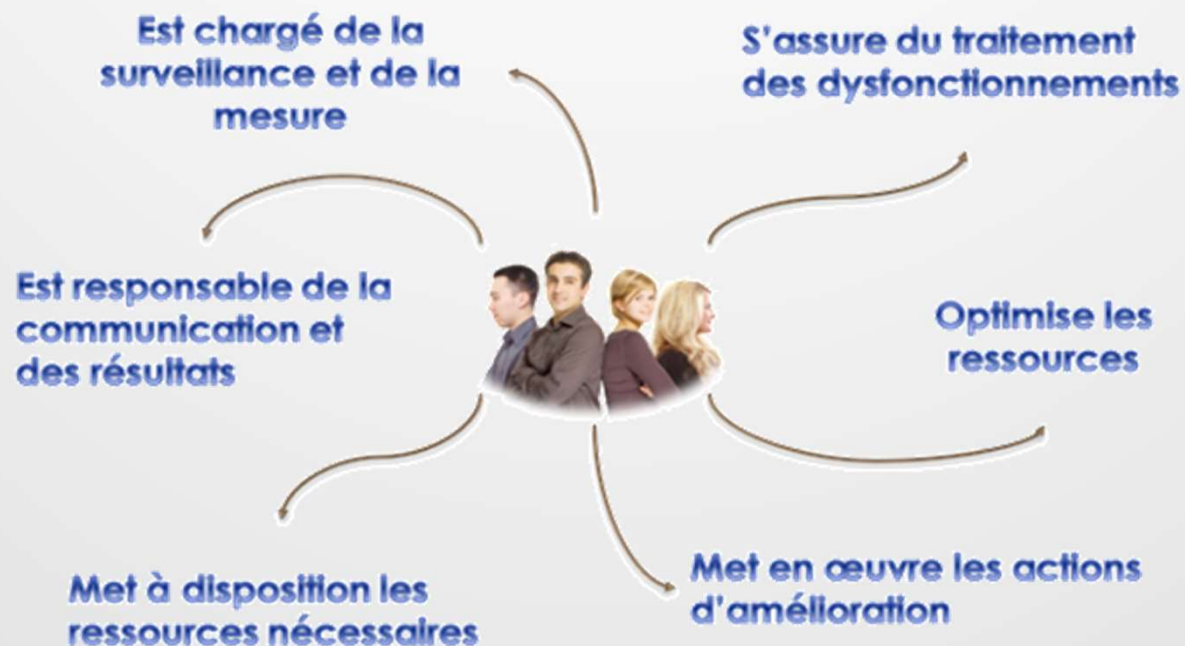 Est chargé de la
surveillance et de la
mesure
S'assure du traitement
des dysfonctionnements
Est responsable de la
communication et
des résultats
Optimise les
ressources
Met à disposition les
ressources nécessaires
Met en œuvre les actions
d'amélioration